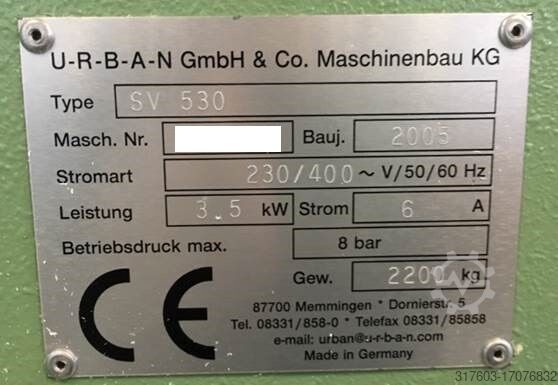 U-R-B-A-N GmbH & Co. Maschinenbau KG
Type SV 530
Masch. Nr. Bauj. 2005
Stromart 230/400 ~ V/50/60 Hz
Leistung 3.5 kW Strom 6 A
Betriebsdruck max. 8 bar
CE Gew. 2200 kg
87700 Memmingen * Dornierstr. 5
Tel. 08331/858-0 * Telefax 08331/85858
e-mail: urban@u-r-b-a-n.com
Made in Germany
317603-17076832